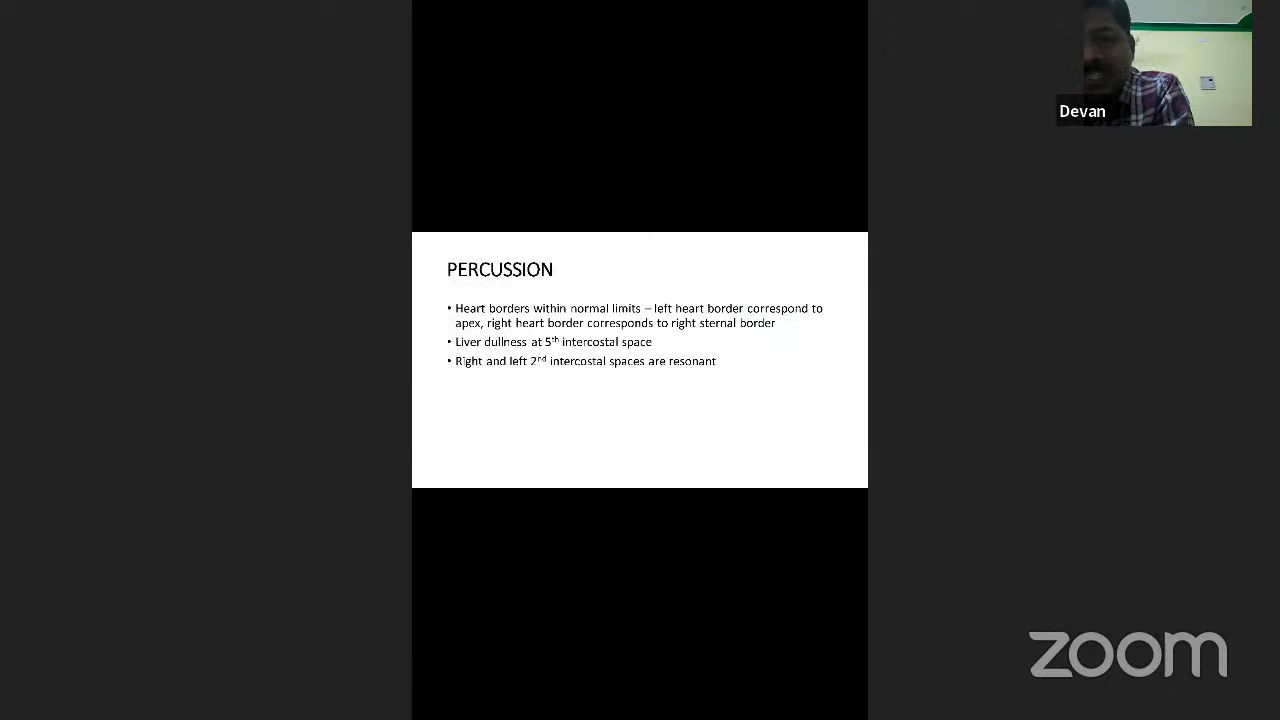 Devan
PERCUSSION
• Heart borders within normal limits – left heart border correspond to
apex, right heart border corresponds to right sternal border
• Liver dullness at 5th intercostal space
• Right and left 2nd intercostal spaces are resonant
zoom